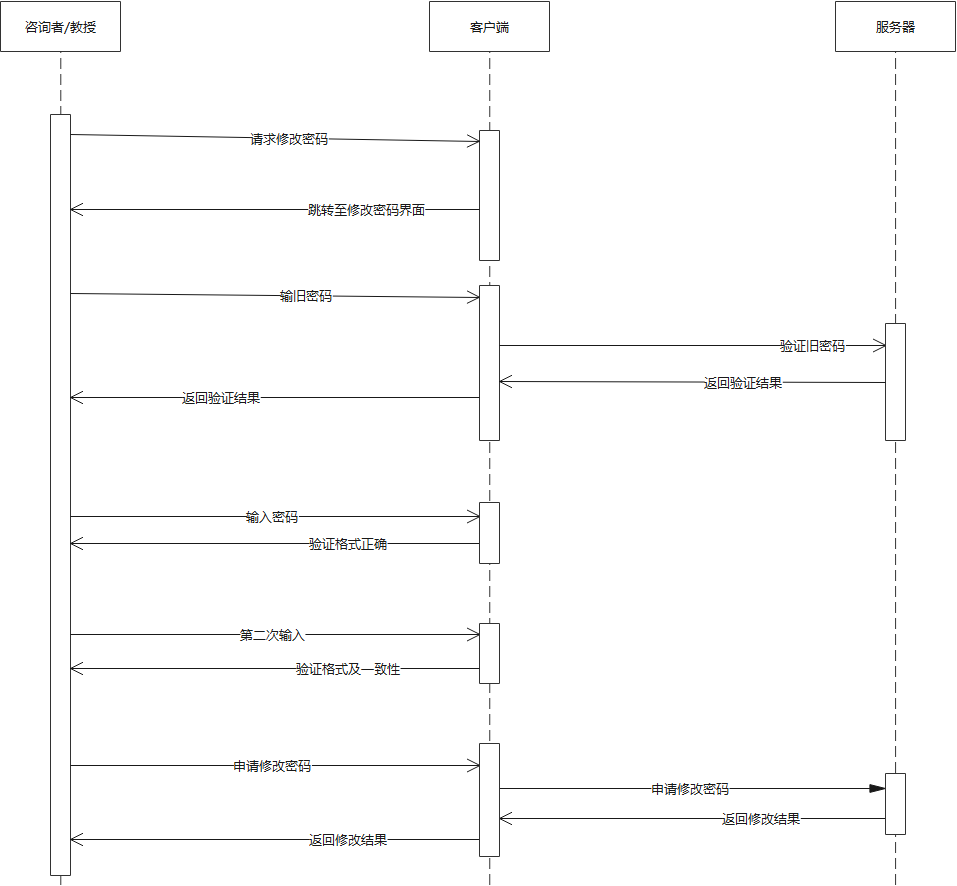 咨询者/教授
客户端
服务器
请求修改密码
跳转至修改密码界面
输旧密码
验证旧密码
返回验证结果
返回验证结果
输入密码
验证格式正确
第二次输入
验证格式及一致性
申请修改密码
申请修改密码
返回修改结果
返回修改结果